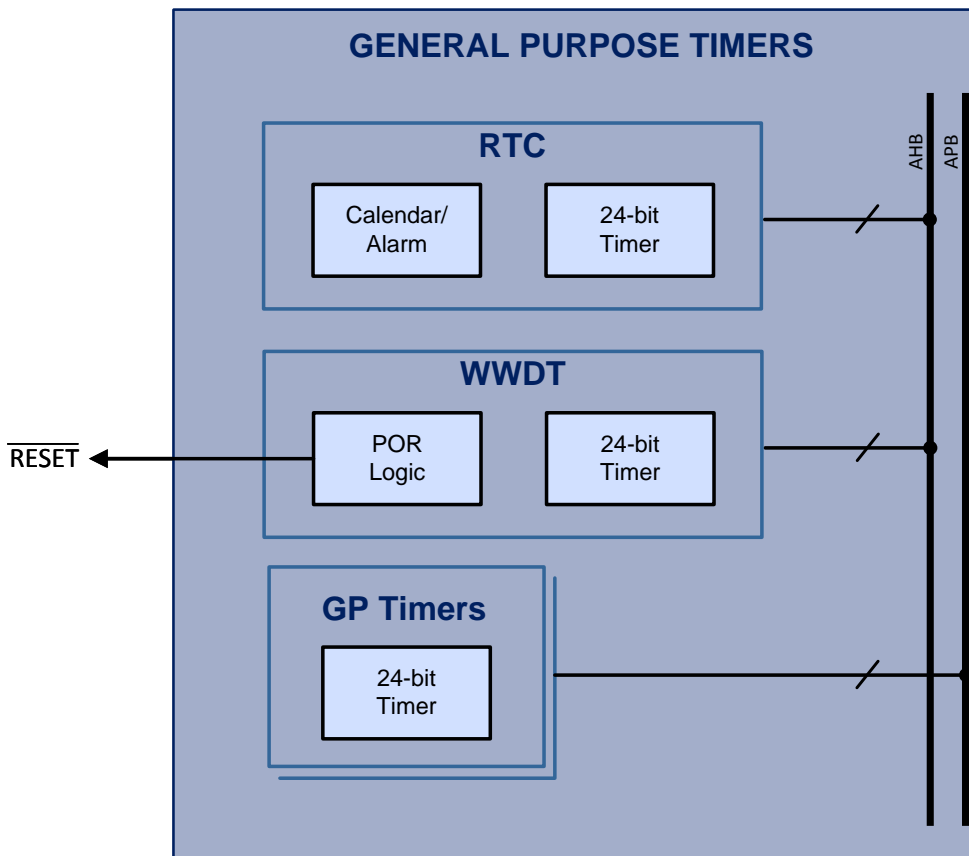 GENERAL PURPOSE TIMERS
AHB
APB
RTC
Calendar/
Alarm
24-bit
Timer
WWDT
RESET
POR
Logic
24-bit
Timer
GP Timers
24-bit
Timer